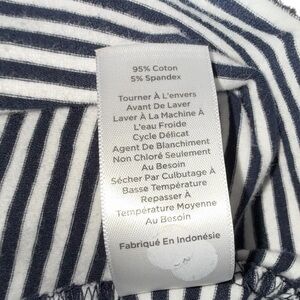 95% Coton
5% Spandex
Tourner À L'envers
Avant De Laver
Laver À La Machine À
L'eau Froide
Cycle Délicat
Agent De Blanchiment
Non Chloré Seulement
Au Besoin
Sécher Par Culbutage À
Basse Température
Repasser À
Température Moyenne
Au Besoin
Fabriqué En Indonésie